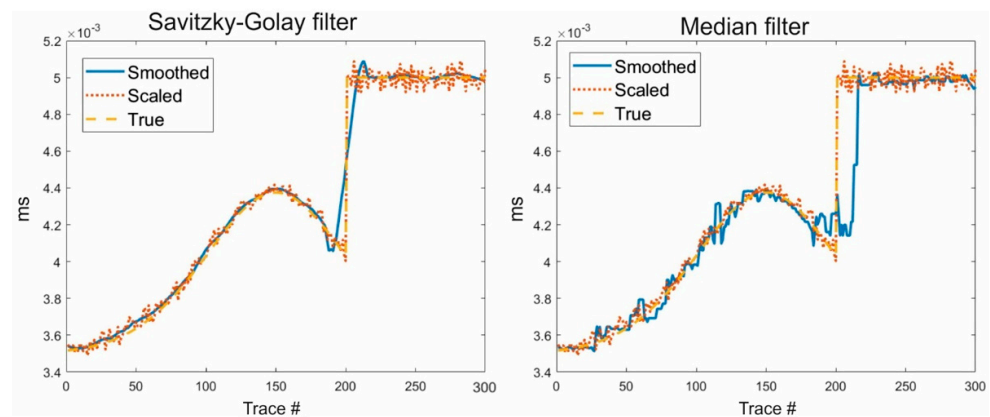 Savitzky-Golay filter
×10⁻³
5.2
5
4.8
4.6
4.4
4.2
4
3.8
3.6
3.4
ms
Smoothed
Scaled
True
0 50 100 150 200 250 300
Trace #
Median filter
×10⁻³
5.2
5
4.8
4.6
4.4
4.2
4
3.8
3.6
3.4
ms
Smoothed
Scaled
True
0 50 100 150 200 250 300
Trace #